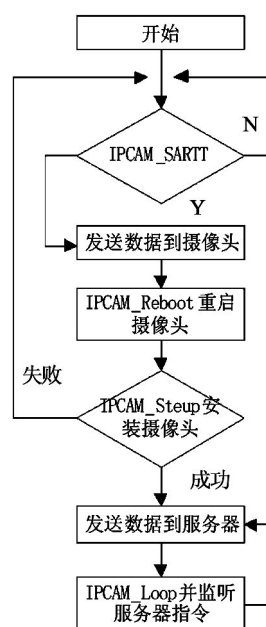 开始
N
IPCAM_SARTT
Y
发送数据到摄像头
IPCAM_Reboot重启
摄像头
失败
IPCAM_Steup安
装摄像头
成功
发送数据到服务器
IPCAM_Loop并监听
服务器指令